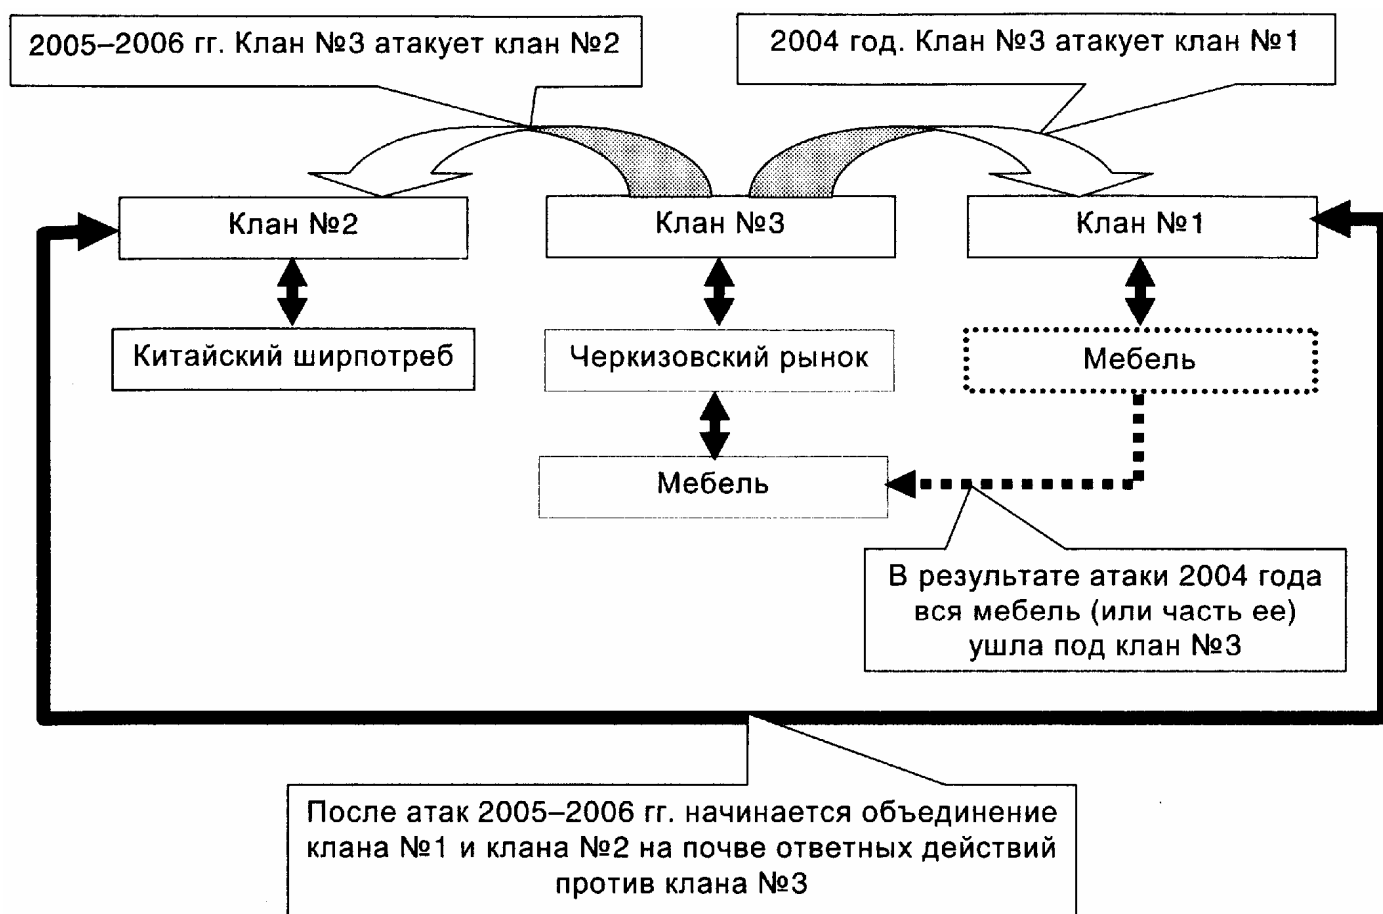 2005–2006 гг. Клан №3 атакует клан №2
2004 год. Клан №3 атакует клан №1
Клан №2
Клан №3
Клан №1
Китайский ширпотреб
Черкизовский рынок
Мебель
Мебель
В результате атаки 2004 года
вся мебель (или часть ее)
ушла под клан №3
После атак 2005–2006 гг. начинается объединение
клана №1 и клана №2 на почве ответных действий
против клана №3